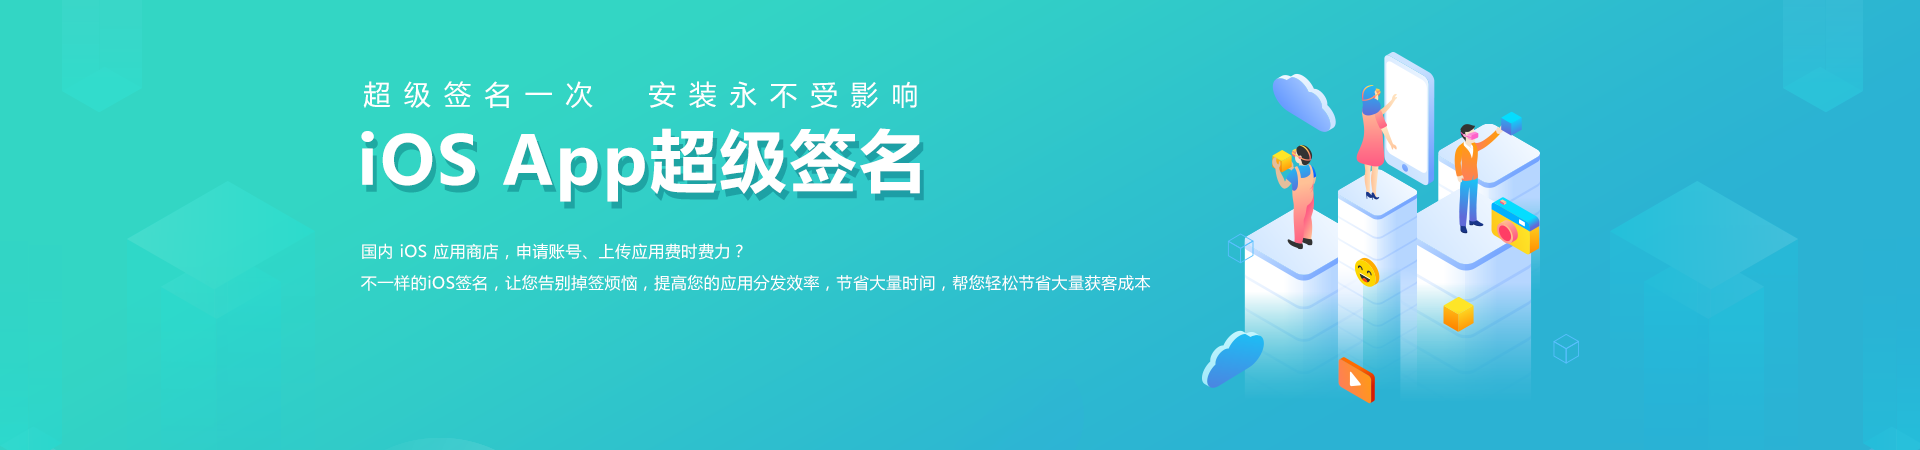 超级签名一次 安装永不受影响
iOS App超级签名
国内 iOS 应用商店，申请账号、上传应用费时费力？
不一样的iOS签名，让您告别掉签烦恼，提高您的应用分发效率，节省大量时间，帮您轻松节省大量获客成本